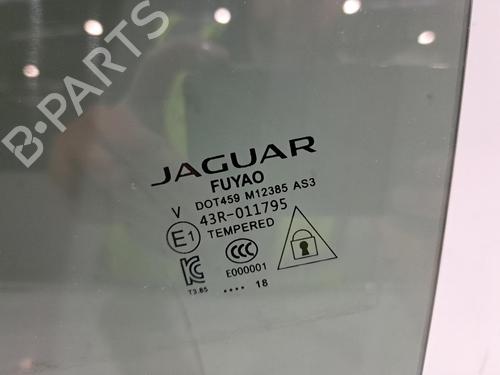 B-PARTS
JAGUAR
FUYAO
DOT459 M12385 AS3
V 43R-011795
E1 TEMPERED
CCC
E000001
T3.85
.... 18